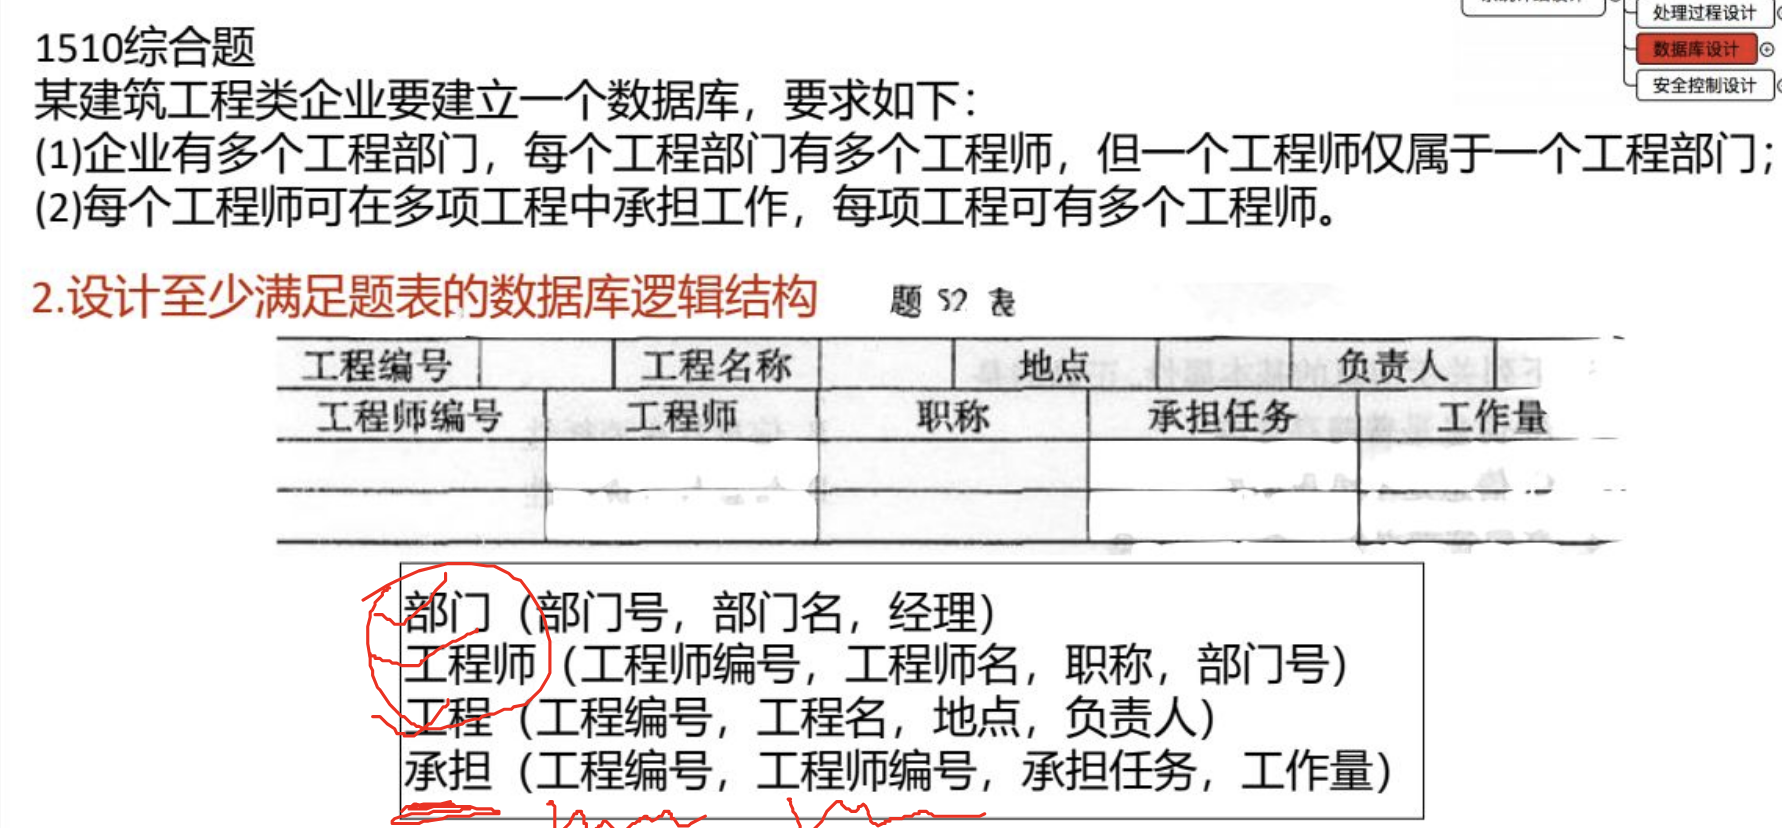 处理过程设计
数据库设计
安全控制设计
1510综合题
某建筑工程类企业要建立一个数据库，要求如下：
(1)企业有多个工程部门，每个工程部门有多个工程师，但一个工程师仅属于一个工程部门；
(2)每个工程师可在多项工程中承担工作，每项工程可有多个工程师。
2.设计至少满足题表的数据库逻辑结构
题 52 表
工程编号 工程名称 地点 负责人
工程师编号 工程师 职称 承担任务 工作量
部门（部门号，部门名，经理）
工程师（工程师编号，工程师名，职称，部门号）
工程（工程编号，工程名，地点，负责人）
承担（工程编号，工程师编号，承担任务，工作量）